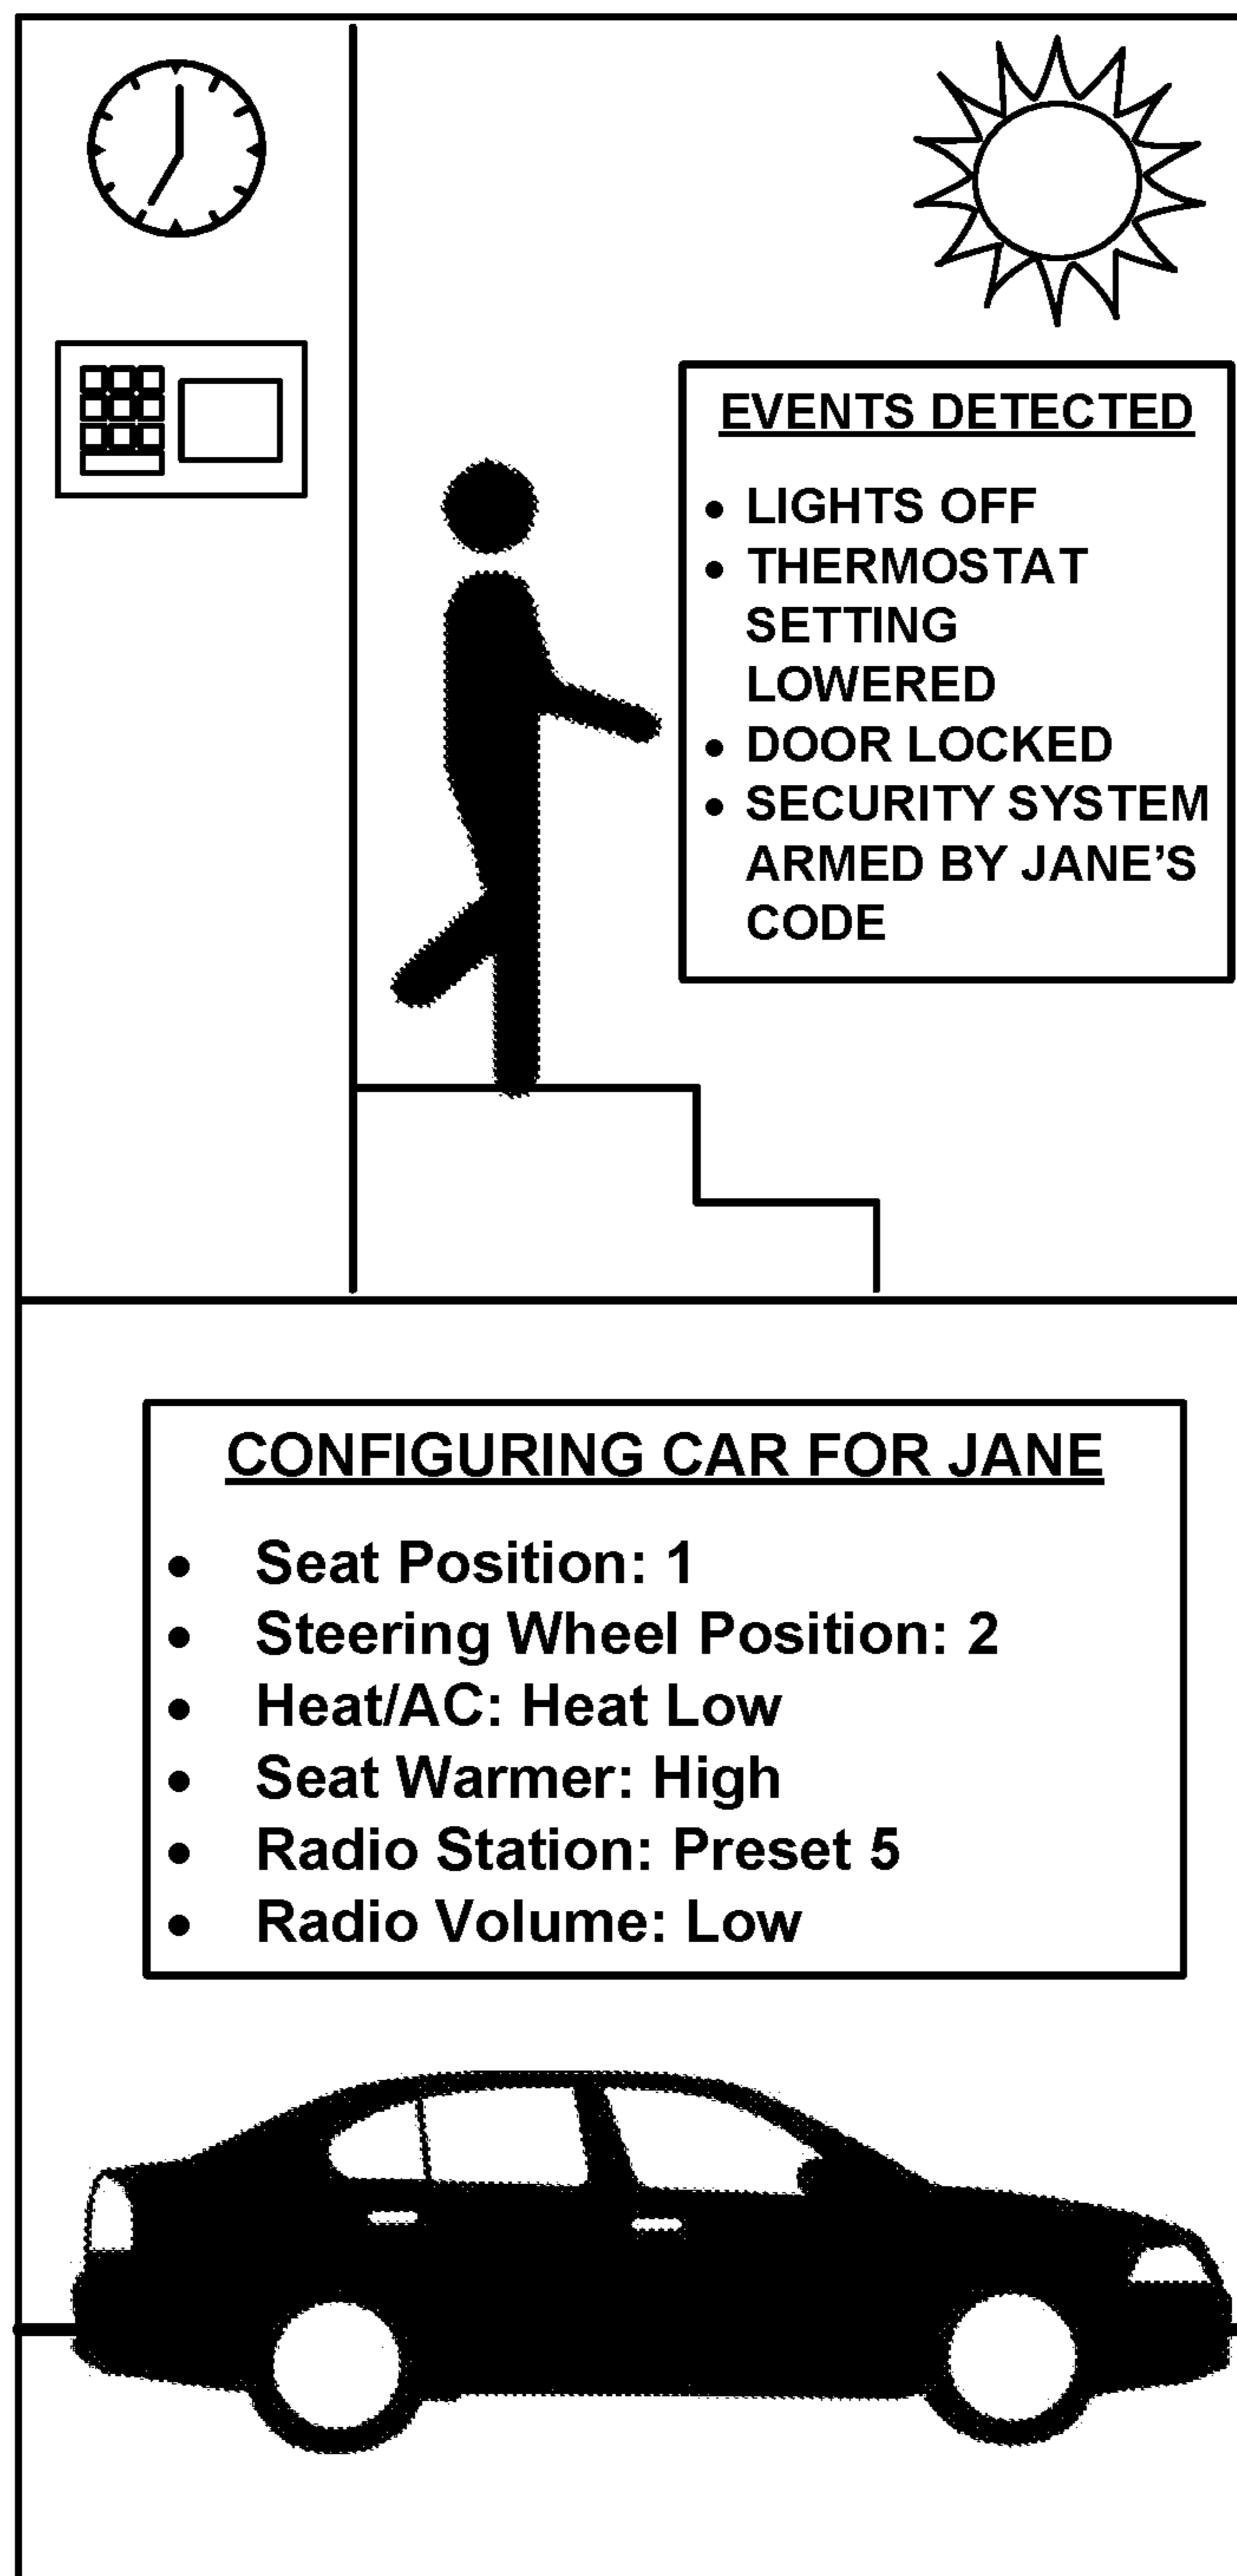 EVENTS DETECTED
• LIGHTS OFF
• THERMOSTAT
SETTING
LOWERED
• DOOR LOCKED
• SECURITY SYSTEM
ARMED BY JANE’S
CODE
CONFIGURING CAR FOR JANE
• Seat Position: 1
• Steering Wheel Position: 2
• Heat/AC: Heat Low
• Seat Warmer: High
• Radio Station: Preset 5
• Radio Volume: Low